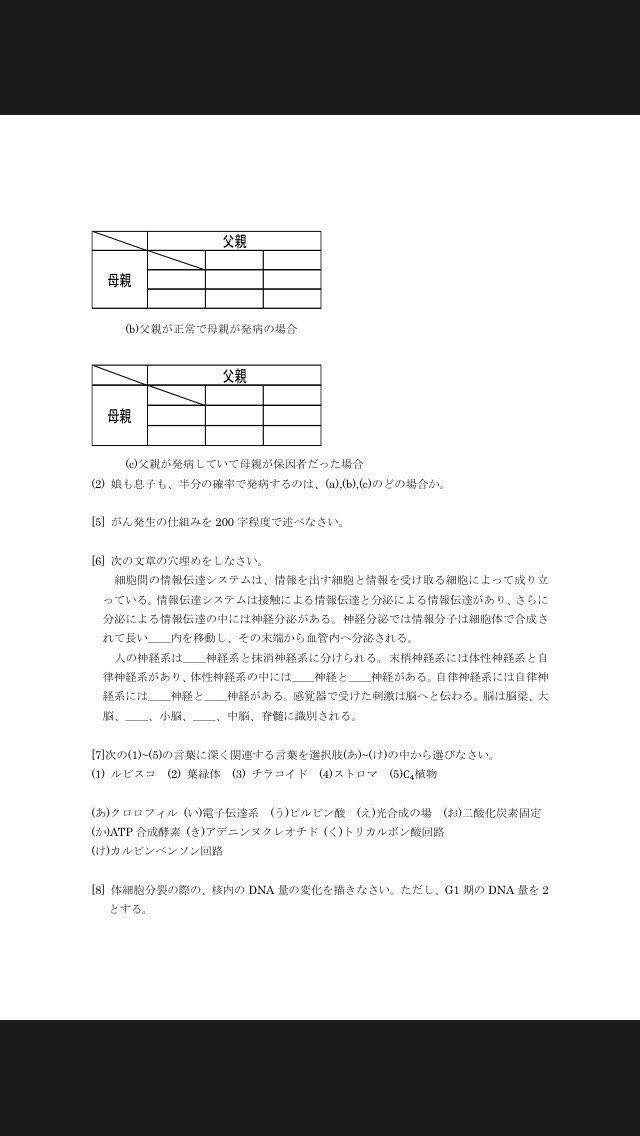 父親
母親
(b)父親が正常で母親が発病の場合
父親
母親
(c)父親が発病していて母親が保因者だった場合
(2) 娘も息子も、半分の確率で発病するのは、(a),(b),(c)のどの場合か。
[5] がん発生の仕組みを 200 字程度で述べなさい。
[6] 次の文章の穴埋めをしなさい。
細胞間の情報伝達システムは、情報を出す細胞と情報を受け取る細胞によって成り立
っている。情報伝達システムは接触による情報伝達と分泌による情報伝達があり、さらに
分泌による情報伝達の中には神経分泌がある。神経分泌では情報分子は細胞体で合成さ
れて長い___内を移動し、その末端から血管内へ分泌される。
人の神経系は___神経系と抹消神経系に分けられる。末梢神経系には体性神経系と自
律神経系があり、体性神経系の中には___神経と___神経がある。自律神経系には自律神
経系には___神経と___神経がある。感覚器で受けた刺激は脳へと伝わる。脳は脳梁、大
脳、___、小脳、___、中脳、脊髄に識別される。
[7]次の(1)~(5)の言葉に深く関連する言葉を選択肢(あ)~(け)の中から選びなさい。
(1) ルビスコ (2) 葉緑体 (3) チラコイド (4)ストロマ (5)C₄植物
(あ)クロロフィル (い)電子伝達系 (う)ピルビン酸 (え)光合成の場 (お)二酸化炭素固定
(か)ATP 合成酵素 (き)アデニンヌクレオチド (く)トリカルボン酸回路
(け)カルビンベンソン回路
[8] 体細胞分裂の際の、核内の DNA 量の変化を描きなさい。ただし、G1 期の DNA 量を 2
とする。